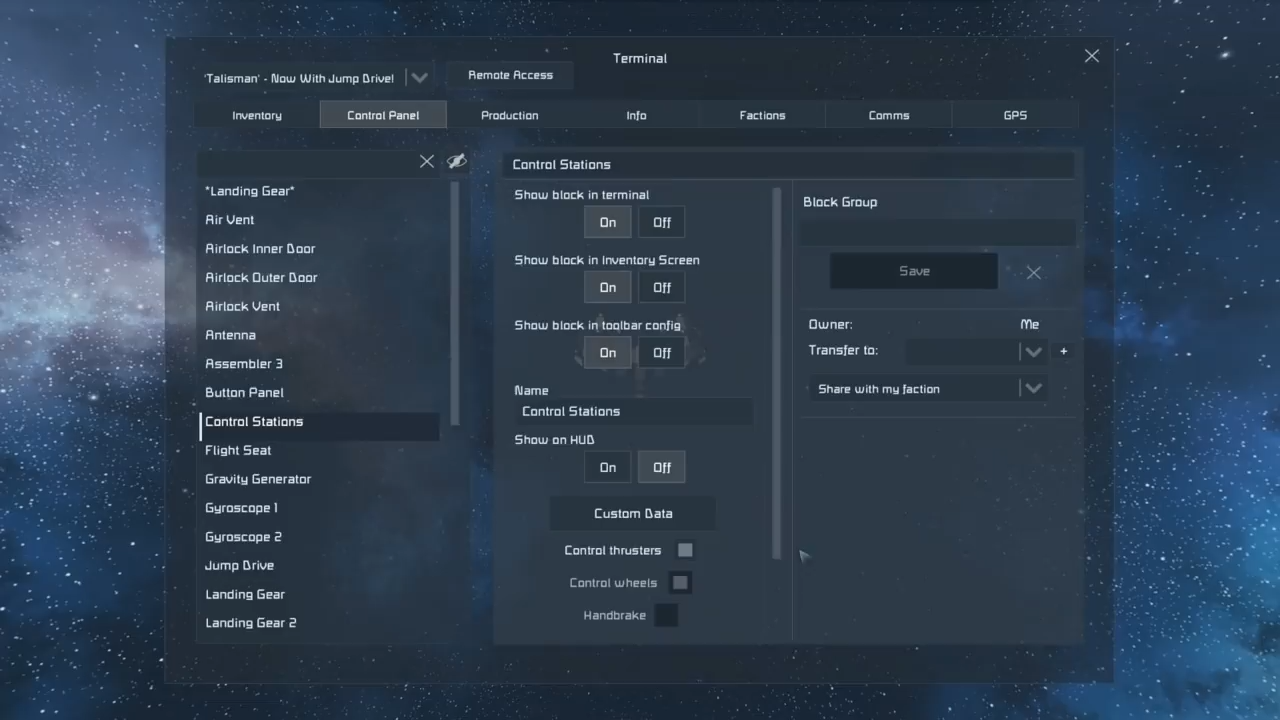 Terminal
'Talisman' - Now With Jump Drive!
Remote Access
Inventory
Control Panel
Production
Info
Factions
Comms
GPS
*Landing Gear*
Air Vent
Airlock Inner Door
Airlock Outer Door
Airlock Vent
Antenna
Assembler 3
Button Panel
Control Stations
Flight Seat
Gravity Generator
Gyroscope 1
Gyroscope 2
Jump Drive
Landing Gear
Landing Gear 2
Control Stations
Show block in terminal
On Off
Show block in Inventory Screen
On Off
Show block in toolbar config
On Off
Name
Control Stations
Show on HUD
On Off
Custom Data
Control thrusters
Control wheels
Handbrake
Block Group
Save
Owner: Me
Transfer to:
Share with my faction